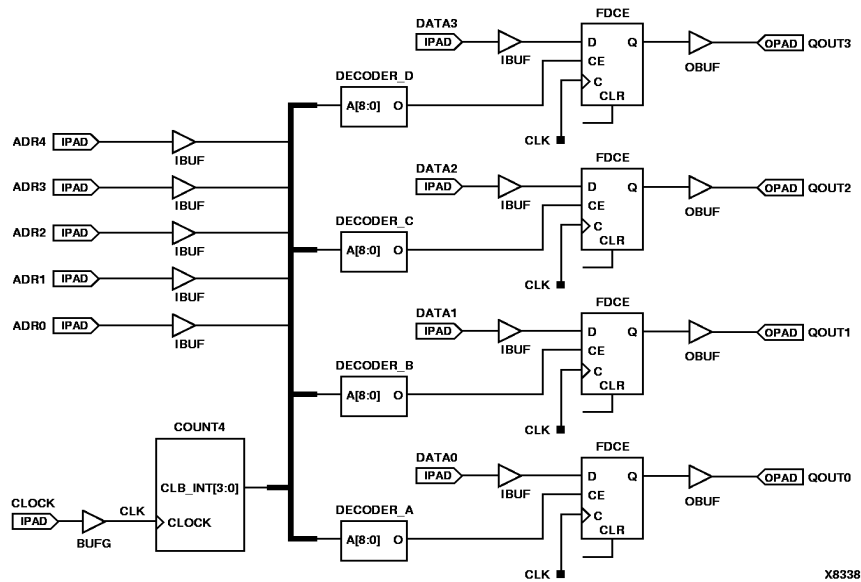 DATA3
IPAD
IBUF
FDCE
D
Q
CE
C
CLR
CLK
OBUF
OPAD QOUT3
DECODER_D
A[8:0] O
ADR4 IPAD
IBUF
ADR3 IPAD
IBUF
ADR2 IPAD
IBUF
ADR1 IPAD
IBUF
ADR0 IPAD
IBUF
DATA2
IPAD
IBUF
FDCE
D
Q
CE
C
CLR
CLK
OBUF
OPAD QOUT2
DECODER_C
A[8:0] O
DATA1
IPAD
IBUF
FDCE
D
Q
CE
C
CLR
CLK
OBUF
OPAD QOUT1
DECODER_B
A[8:0] O
COUNT4
CLB_INT[3:0]
CLOCK
CLOCK
IPAD
BUFG
CLK
DATA0
IPAD
IBUF
FDCE
D
Q
CE
C
CLR
CLK
OBUF
OPAD QOUT0
DECODER_A
A[8:0] O
X8338